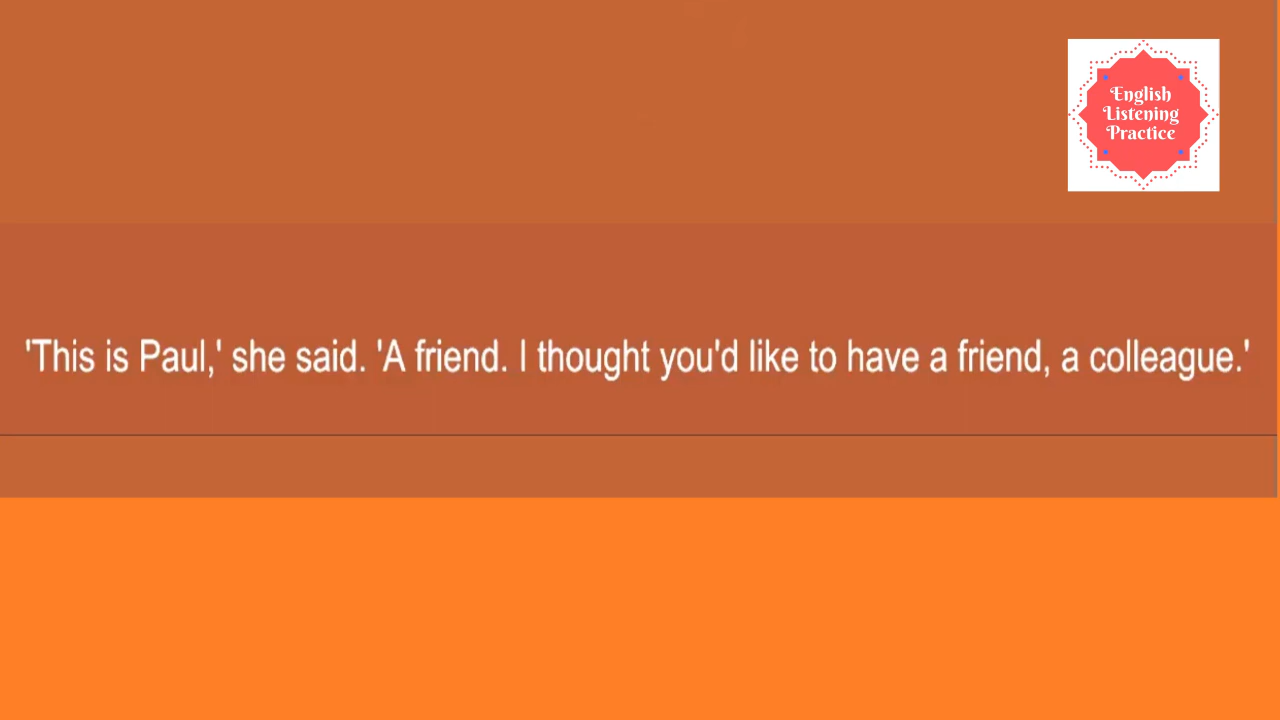 English
Listening
Practice
'This is Paul,' she said. 'A friend. I thought you'd like to have a friend, a colleague.'